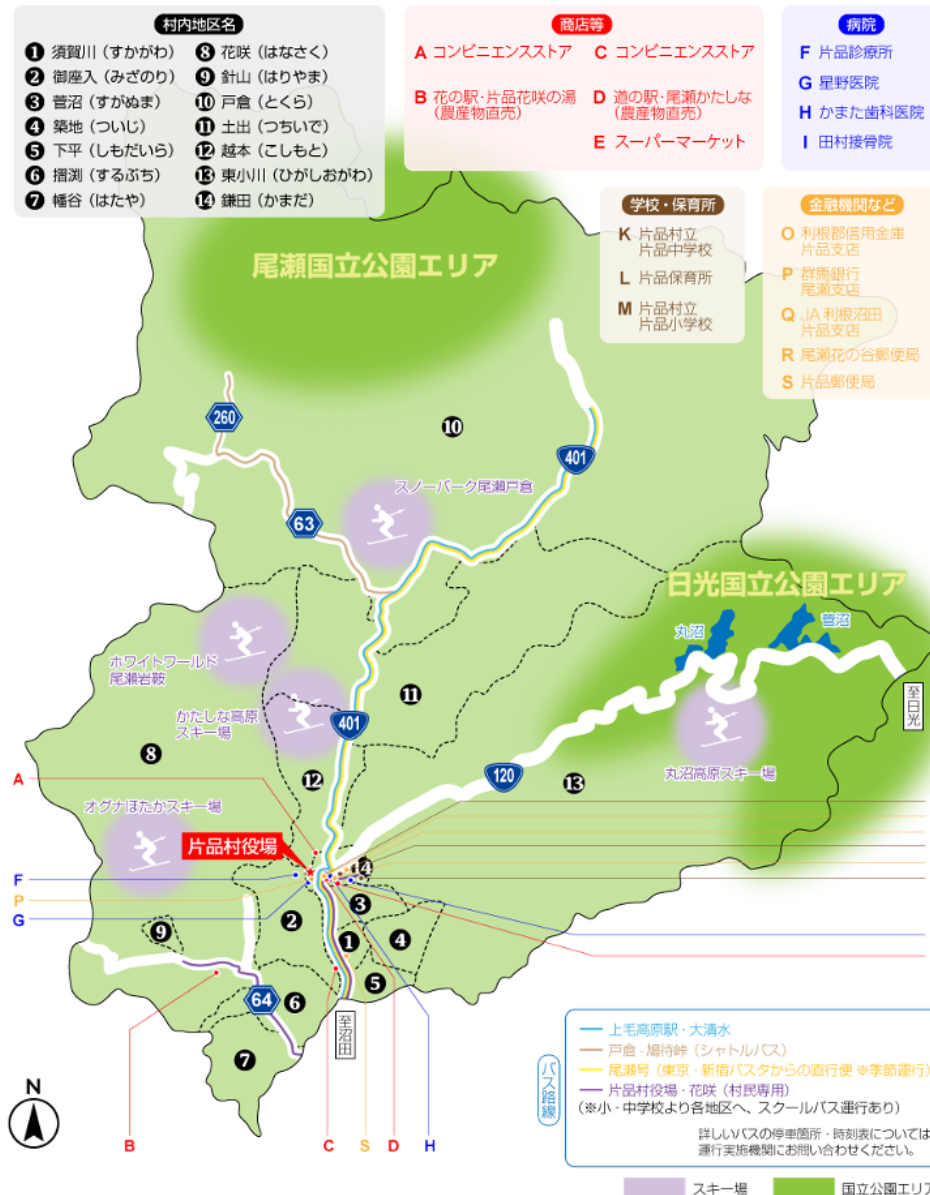 村内地区名
❶ 須賀川（すかがわ）
❷ 御座入（みざのり）
❸ 菅沼（すがぬま）
❹ 築地（ついじ）
❺ 下平（しもだいら）
❻ 摺渕（するぶち）
❼ 幡谷（はたや）
❽ 花咲（はなさく）
❾ 針山（はりやま）
❿ 戸倉（とくら）
⓫ 土出（つちいで）
⓬ 越本（こしもと）
⓭ 東小川（ひがしおがわ）
⓮ 鎌田（かまだ）
商店等
A コンビニエンスストア
B 花の駅・片品花咲の湯
（農産物直売）
C コンビニエンスストア
D 道の駅・尾瀬かたしな
（農産物直売）
E スーパーマーケット
病院
F 片品診療所
G 星野医院
H かまた歯科医院
I 田村接骨院
学校・保育所
K 片品村立
片品中学校
L 片品保育所
M 片品村立
片品小学校
金融機関など
O 利根郡信用金庫
片品支店
P 群馬銀行
尾瀬支店
Q JA利根沼田
片品支店
R 尾瀬花の谷郵便局
S 片品郵便局
尾瀬国立公園エリア
260
❿
401
スノーパーク尾瀬戸倉
63
日光国立公園エリア
丸沼
菅沼
ホワイトワールド
尾瀬岩鞍
至日光
かたしな高原
スキー場
⓫
401
❽
丸沼高原スキー場
120
⓭
⓬
A
オグナほたかスキー場
片品村役場
⓮
F
P
G
❸
❷
❾
❶
❹
❺
64
❻
至沼田
❼
バス路線
上毛高原駅・大清水
戸倉・鳩待峠（シャトルバス）
尾瀬号（東京・新宿バスタからの直行便 ※季節運行）
片品村役場・花咲（村民専用）
（※小・中学校より各地区へ、スクールバス運行あり）
詳しいバスの停車箇所・時刻表については
運行実施機関にお問い合わせください。
N
B
C
S
D
H
スキー場
国立公園エリア